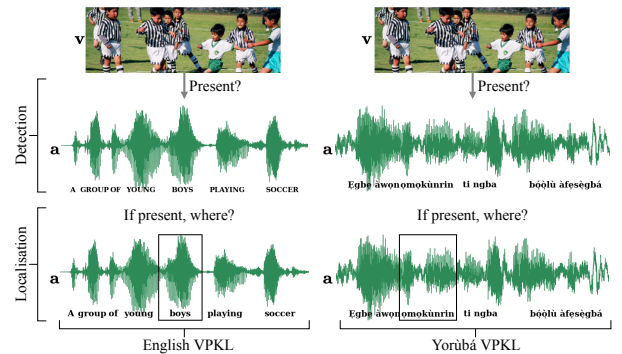 v
v
Present?
Present?
Detection
a
a
A GROUP OF YOUNG BOYS PLAYING SOCCER
Ẹgbẹ àwọn ọmọkùnrin ti ngba bọ́ọ̀lù àfẹsẹ̀gbá
If present, where?
If present, where?
Localisation
a
a
A group of young boys playing soccer
Ẹgbẹ àwọn ọmọkùnrin ti ngba bọ́ọ̀lù àfẹsẹ̀gbá
English VPKL
Yorùbá VPKL